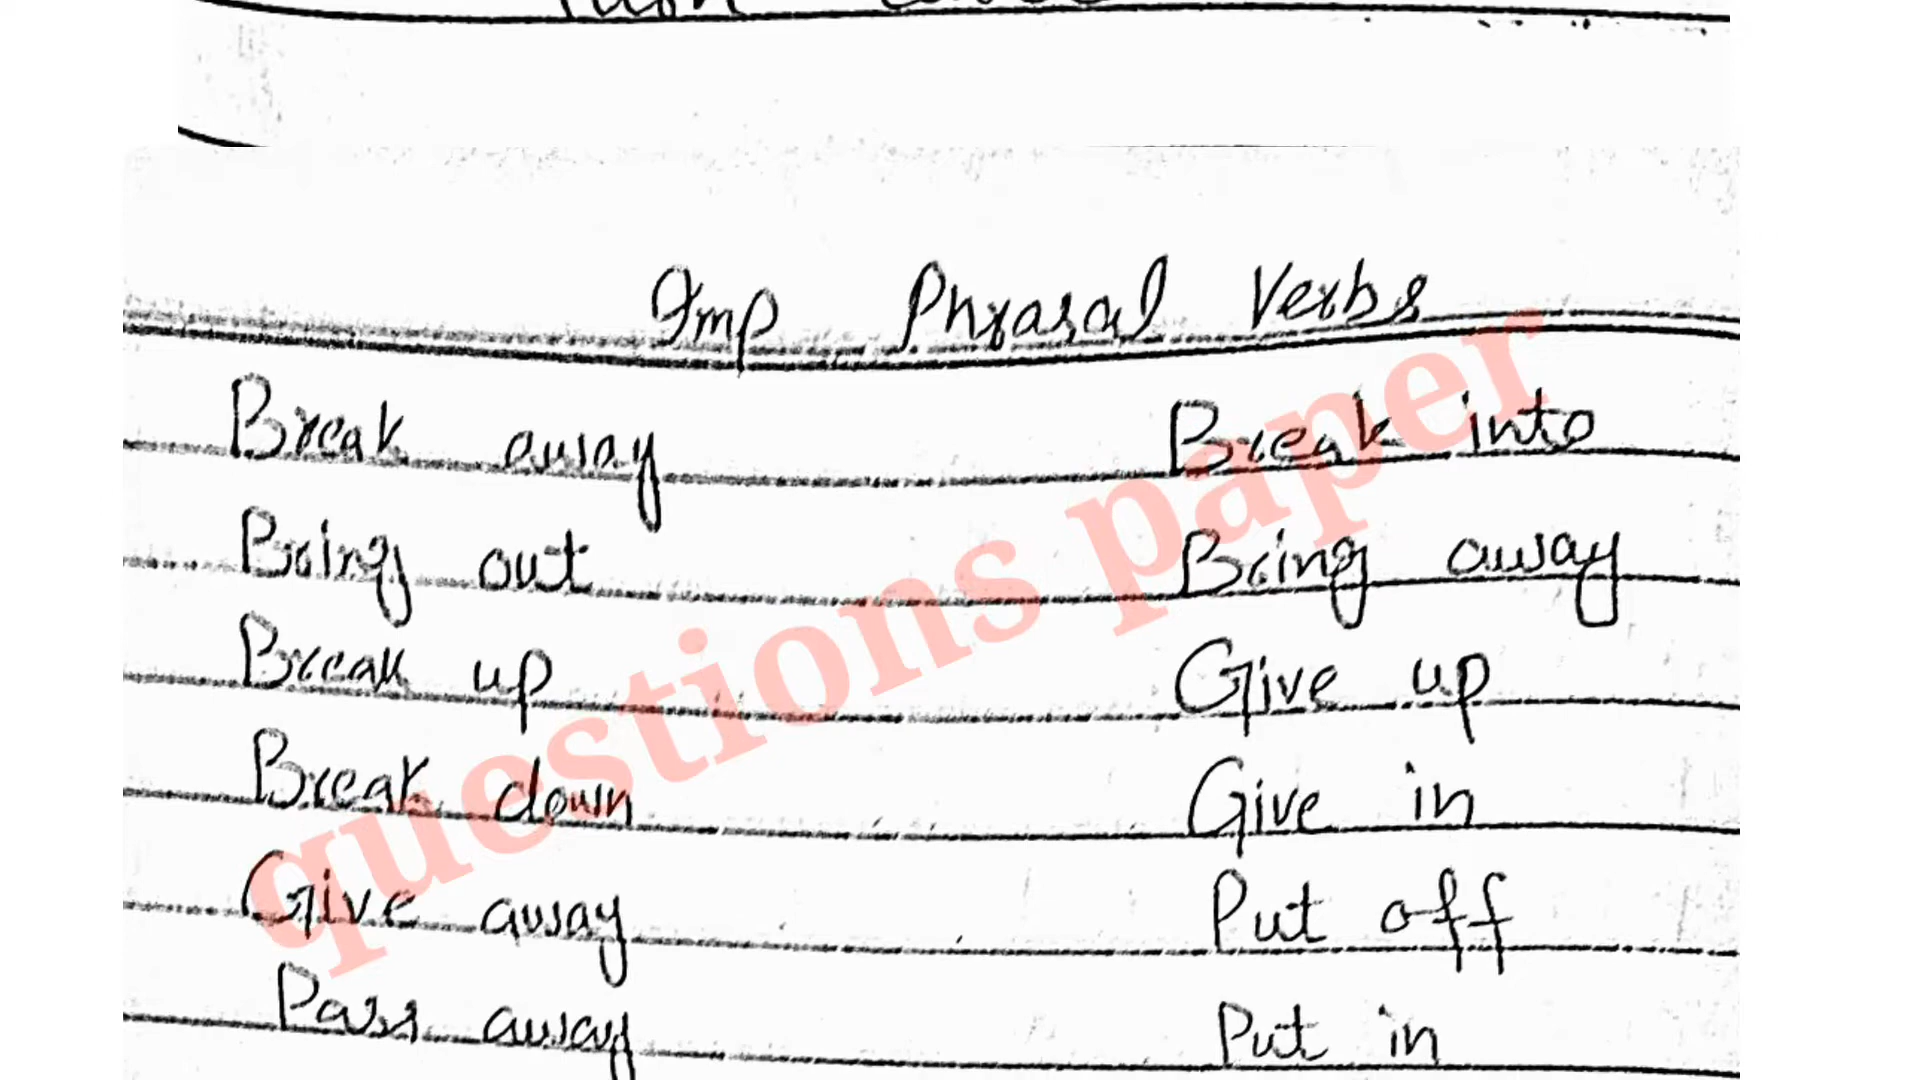 Imp Phrasal Verbs
Break away Break into
Bring out Bring away
Break up Give up
Break down Give in
Give away Put off
Pass away Put in
questions paper